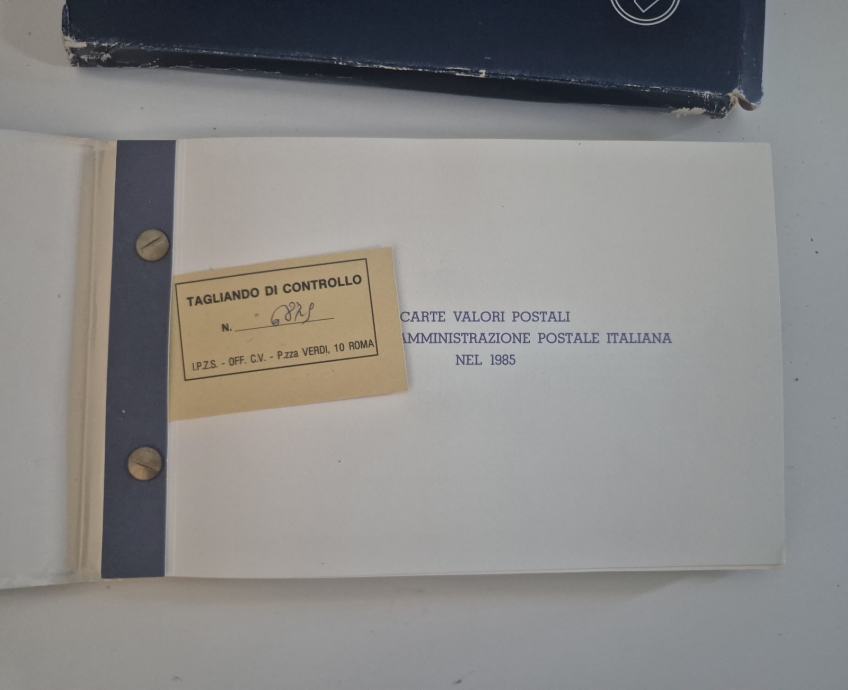 TAGLIANDO DI CONTROLLO
N.
I.P.Z.S. - OFF. C.V. - P.zza VERDI, 10 ROMA
CARTE VALORI POSTALI
AMMINISTRAZIONE POSTALE ITALIANA
NEL 1985